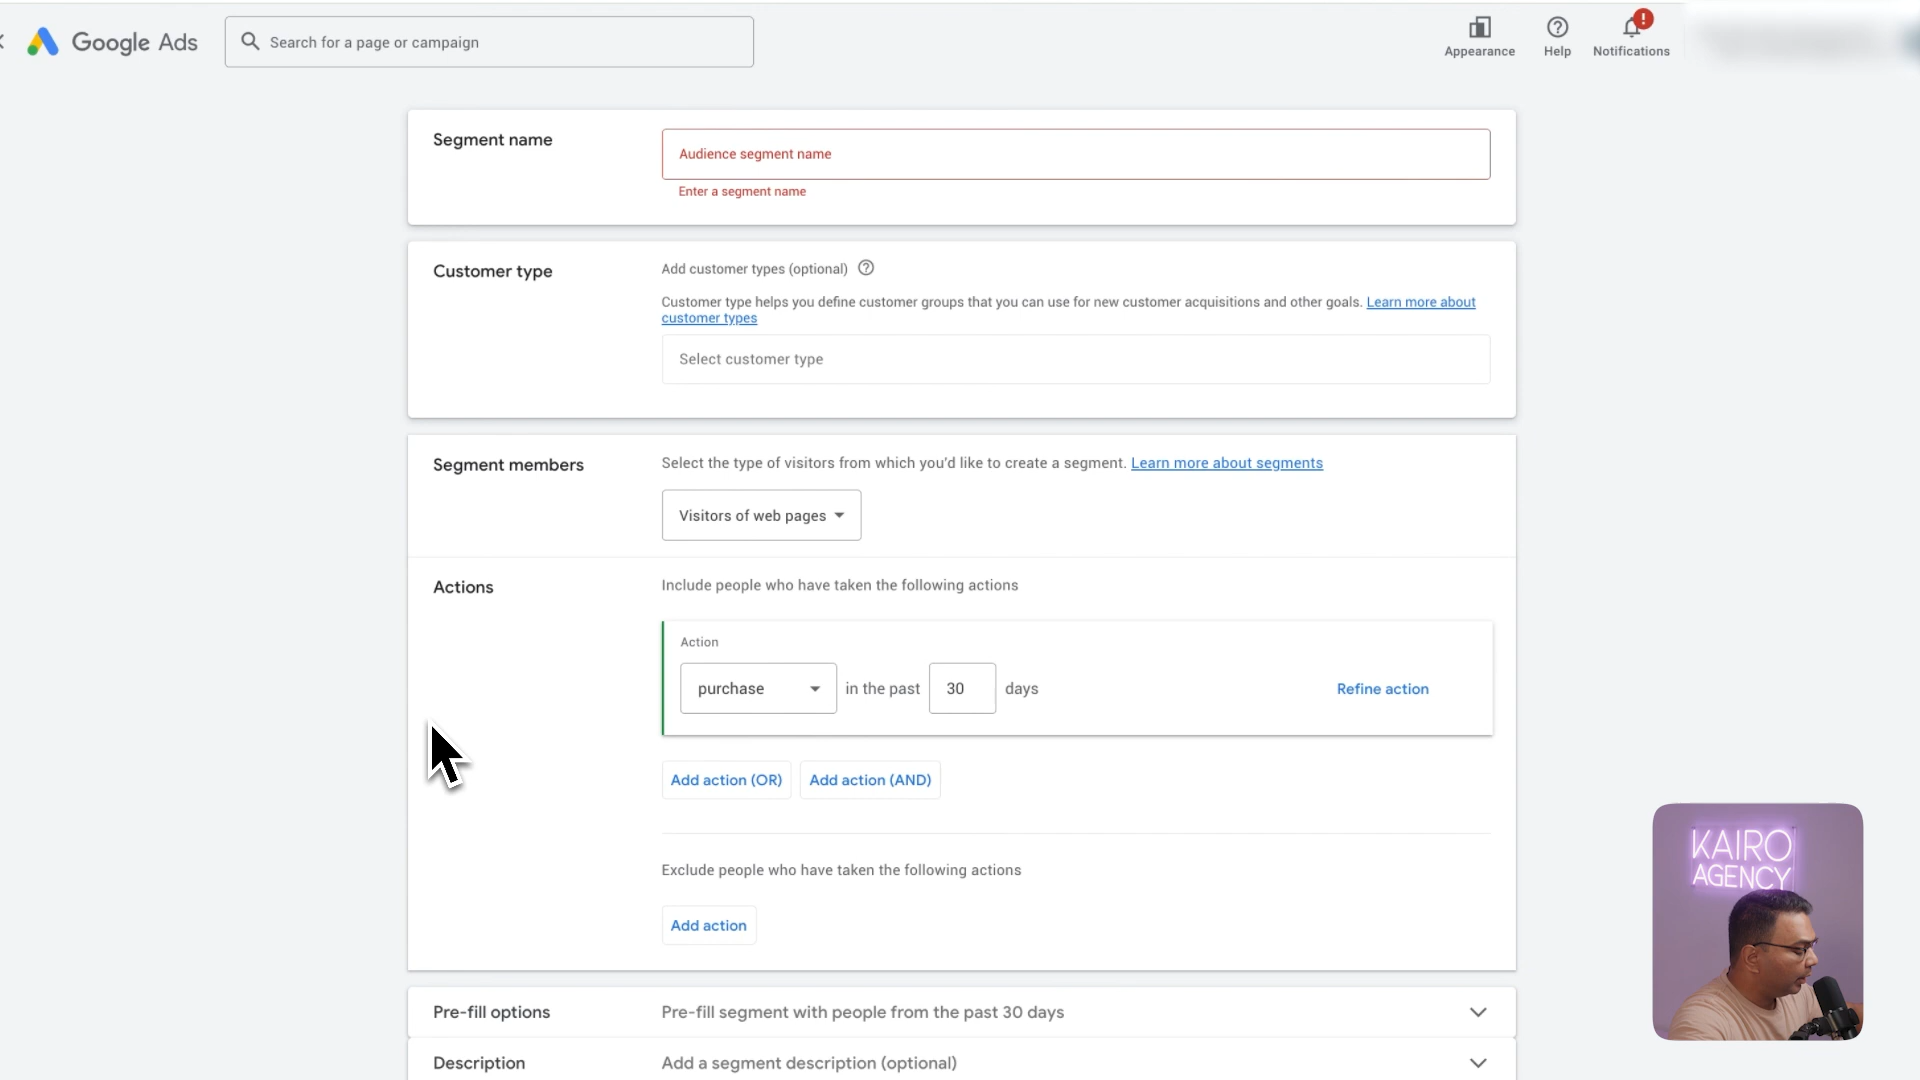 Google Ads
Search for a page or campaign
Appearance
Help
!
Notifications
Segment name
Audience segment name
Enter a segment name
Customer type
Add customer types (optional)
Customer type helps you define customer groups that you can use for new customer acquisitions and other goals. Learn more about
customer types
Select customer type
Segment members
Select the type of visitors from which you'd like to create a segment. Learn more about segments
Visitors of web pages
Actions
Include people who have taken the following actions
Action
purchase in the past 30 days Refine action
Add action (OR) Add action (AND)
Exclude people who have taken the following actions
Add action
Pre-fill options
Pre-fill segment with people from the past 30 days
Description
Add a segment description (optional)
KAIRO
AGENCY